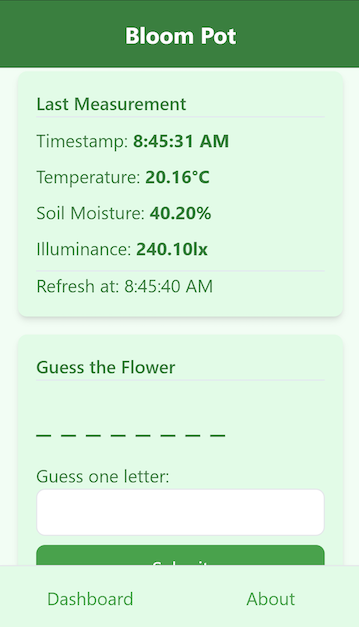 Bloom Pot
Last Measurement
Timestamp: 8:45:31 AM
Temperature: 20.16°C
Soil Moisture: 40.20%
Illuminance: 240.10lx
Refresh at: 8:45:40 AM
Guess the Flower
_ _ _ _ _ _ _ _
Guess one letter:
Dashboard About